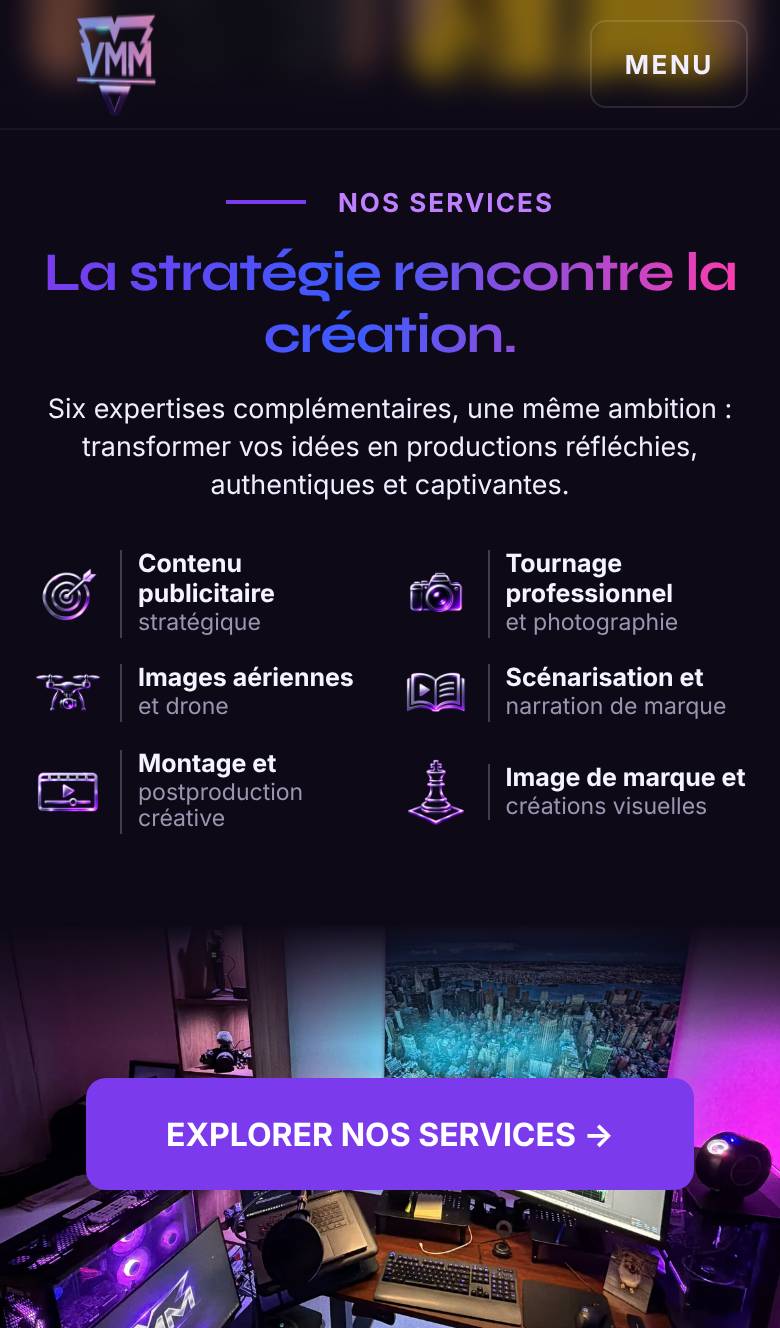 VMM
MENU
NOS SERVICES
La stratégie rencontre la
création.
Six expertises complémentaires, une même ambition :
transformer vos idées en productions réfléchies,
authentiques et captivantes.
Contenu
publicitaire
stratégique
Tournage
professionnel
et photographie
Images aériennes
et drone
Scénarisation et
narration de marque
Montage et
postproduction
créative
Image de marque et
créations visuelles
EXPLORER NOS SERVICES →
VMM